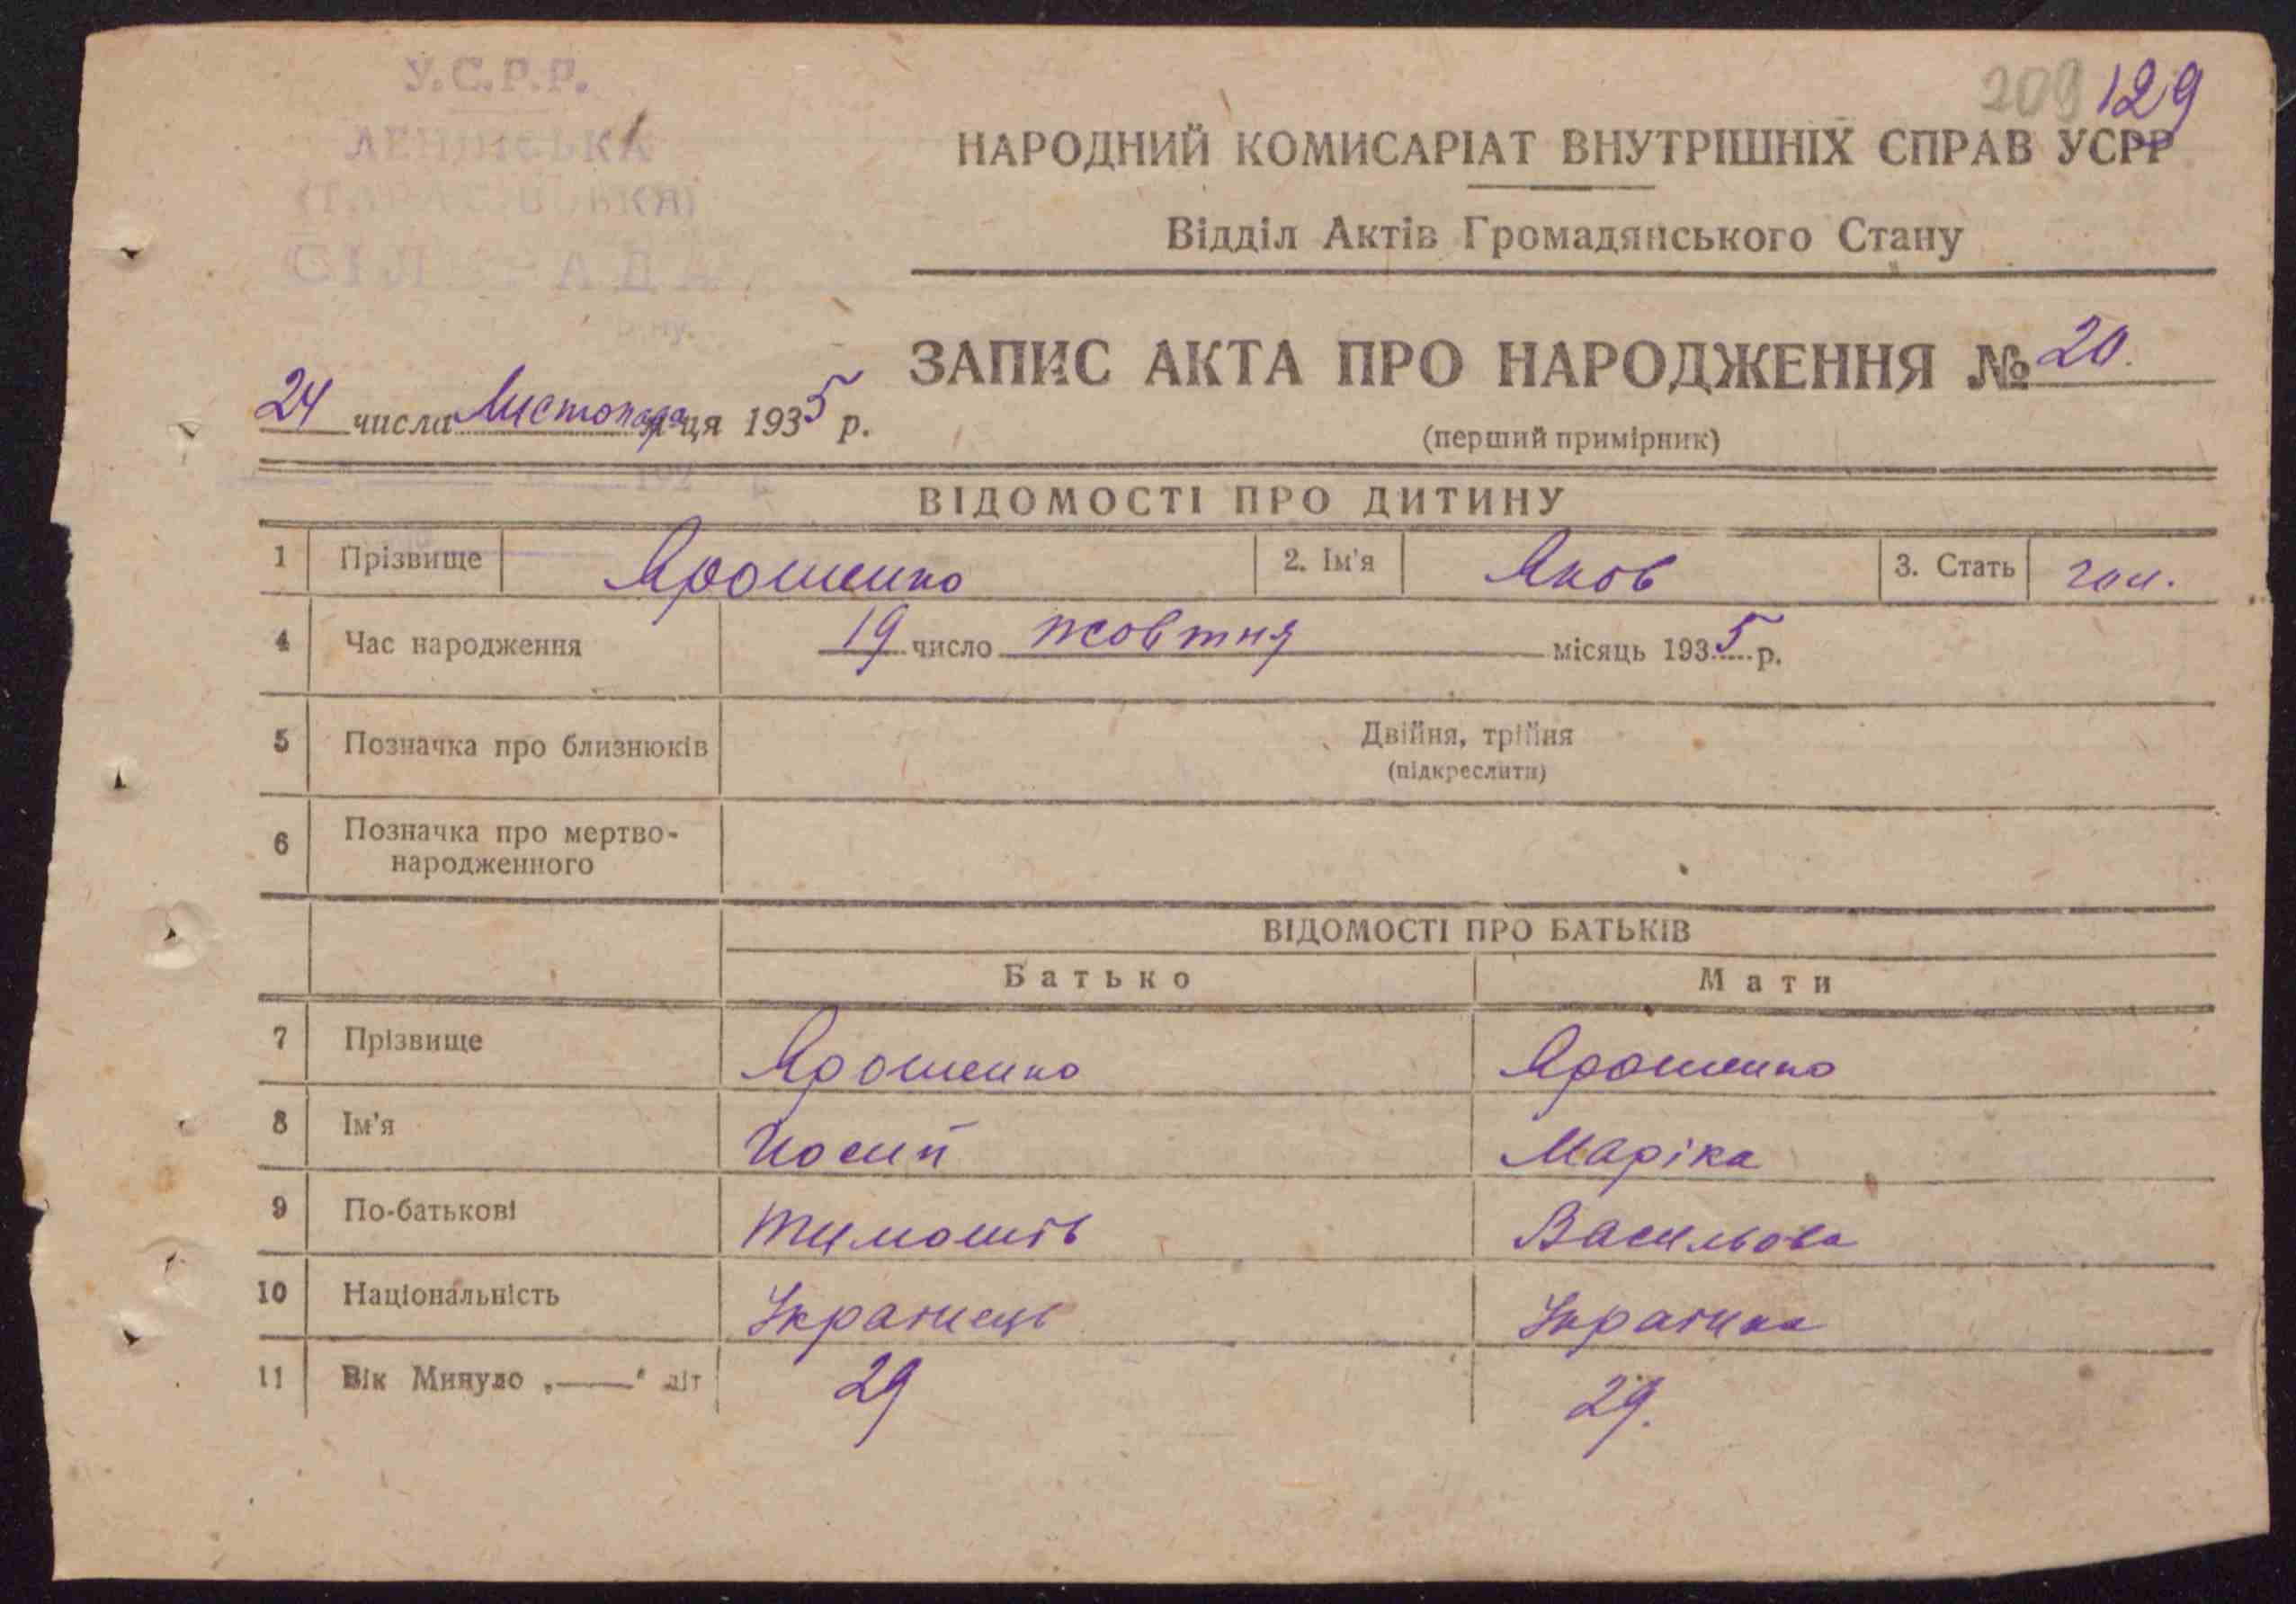 У.С.Р.Р.
ЛЕНІНСЬКА
СІЛ РАДА
209 129
НАРОДНИЙ КОМИСАРІАТ ВНУТРІШНІХ СПРАВ УСРР
Відділ Актів Громадянського Стану
ЗАПИС АКТА ПРО НАРОДЖЕННЯ № 20.
24 числа Листопада ця 1935 р.
(перший примірник)
ВІДОМОСТІ ПРО ДИТИНУ
1 Прізвище Ярошенко 2. Ім'я Яков 3. Стать чол.
4 Час народження 19 число жовтня місяць 1935 р.
5 Позначка про близнюків Двійня, трійня
(підкреслити)
6 Позначка про мертво-
народженного
ВІДОМОСТІ ПРО БАТЬКІВ
Батько Мати
7 Прізвище Ярошенко Ярошенко
8 Ім'я Йосип Маріка
9 По-батькові Тимошів Васильова
10 Національність Українець Українка
11 Вік Минуло „—" літ 29 29.